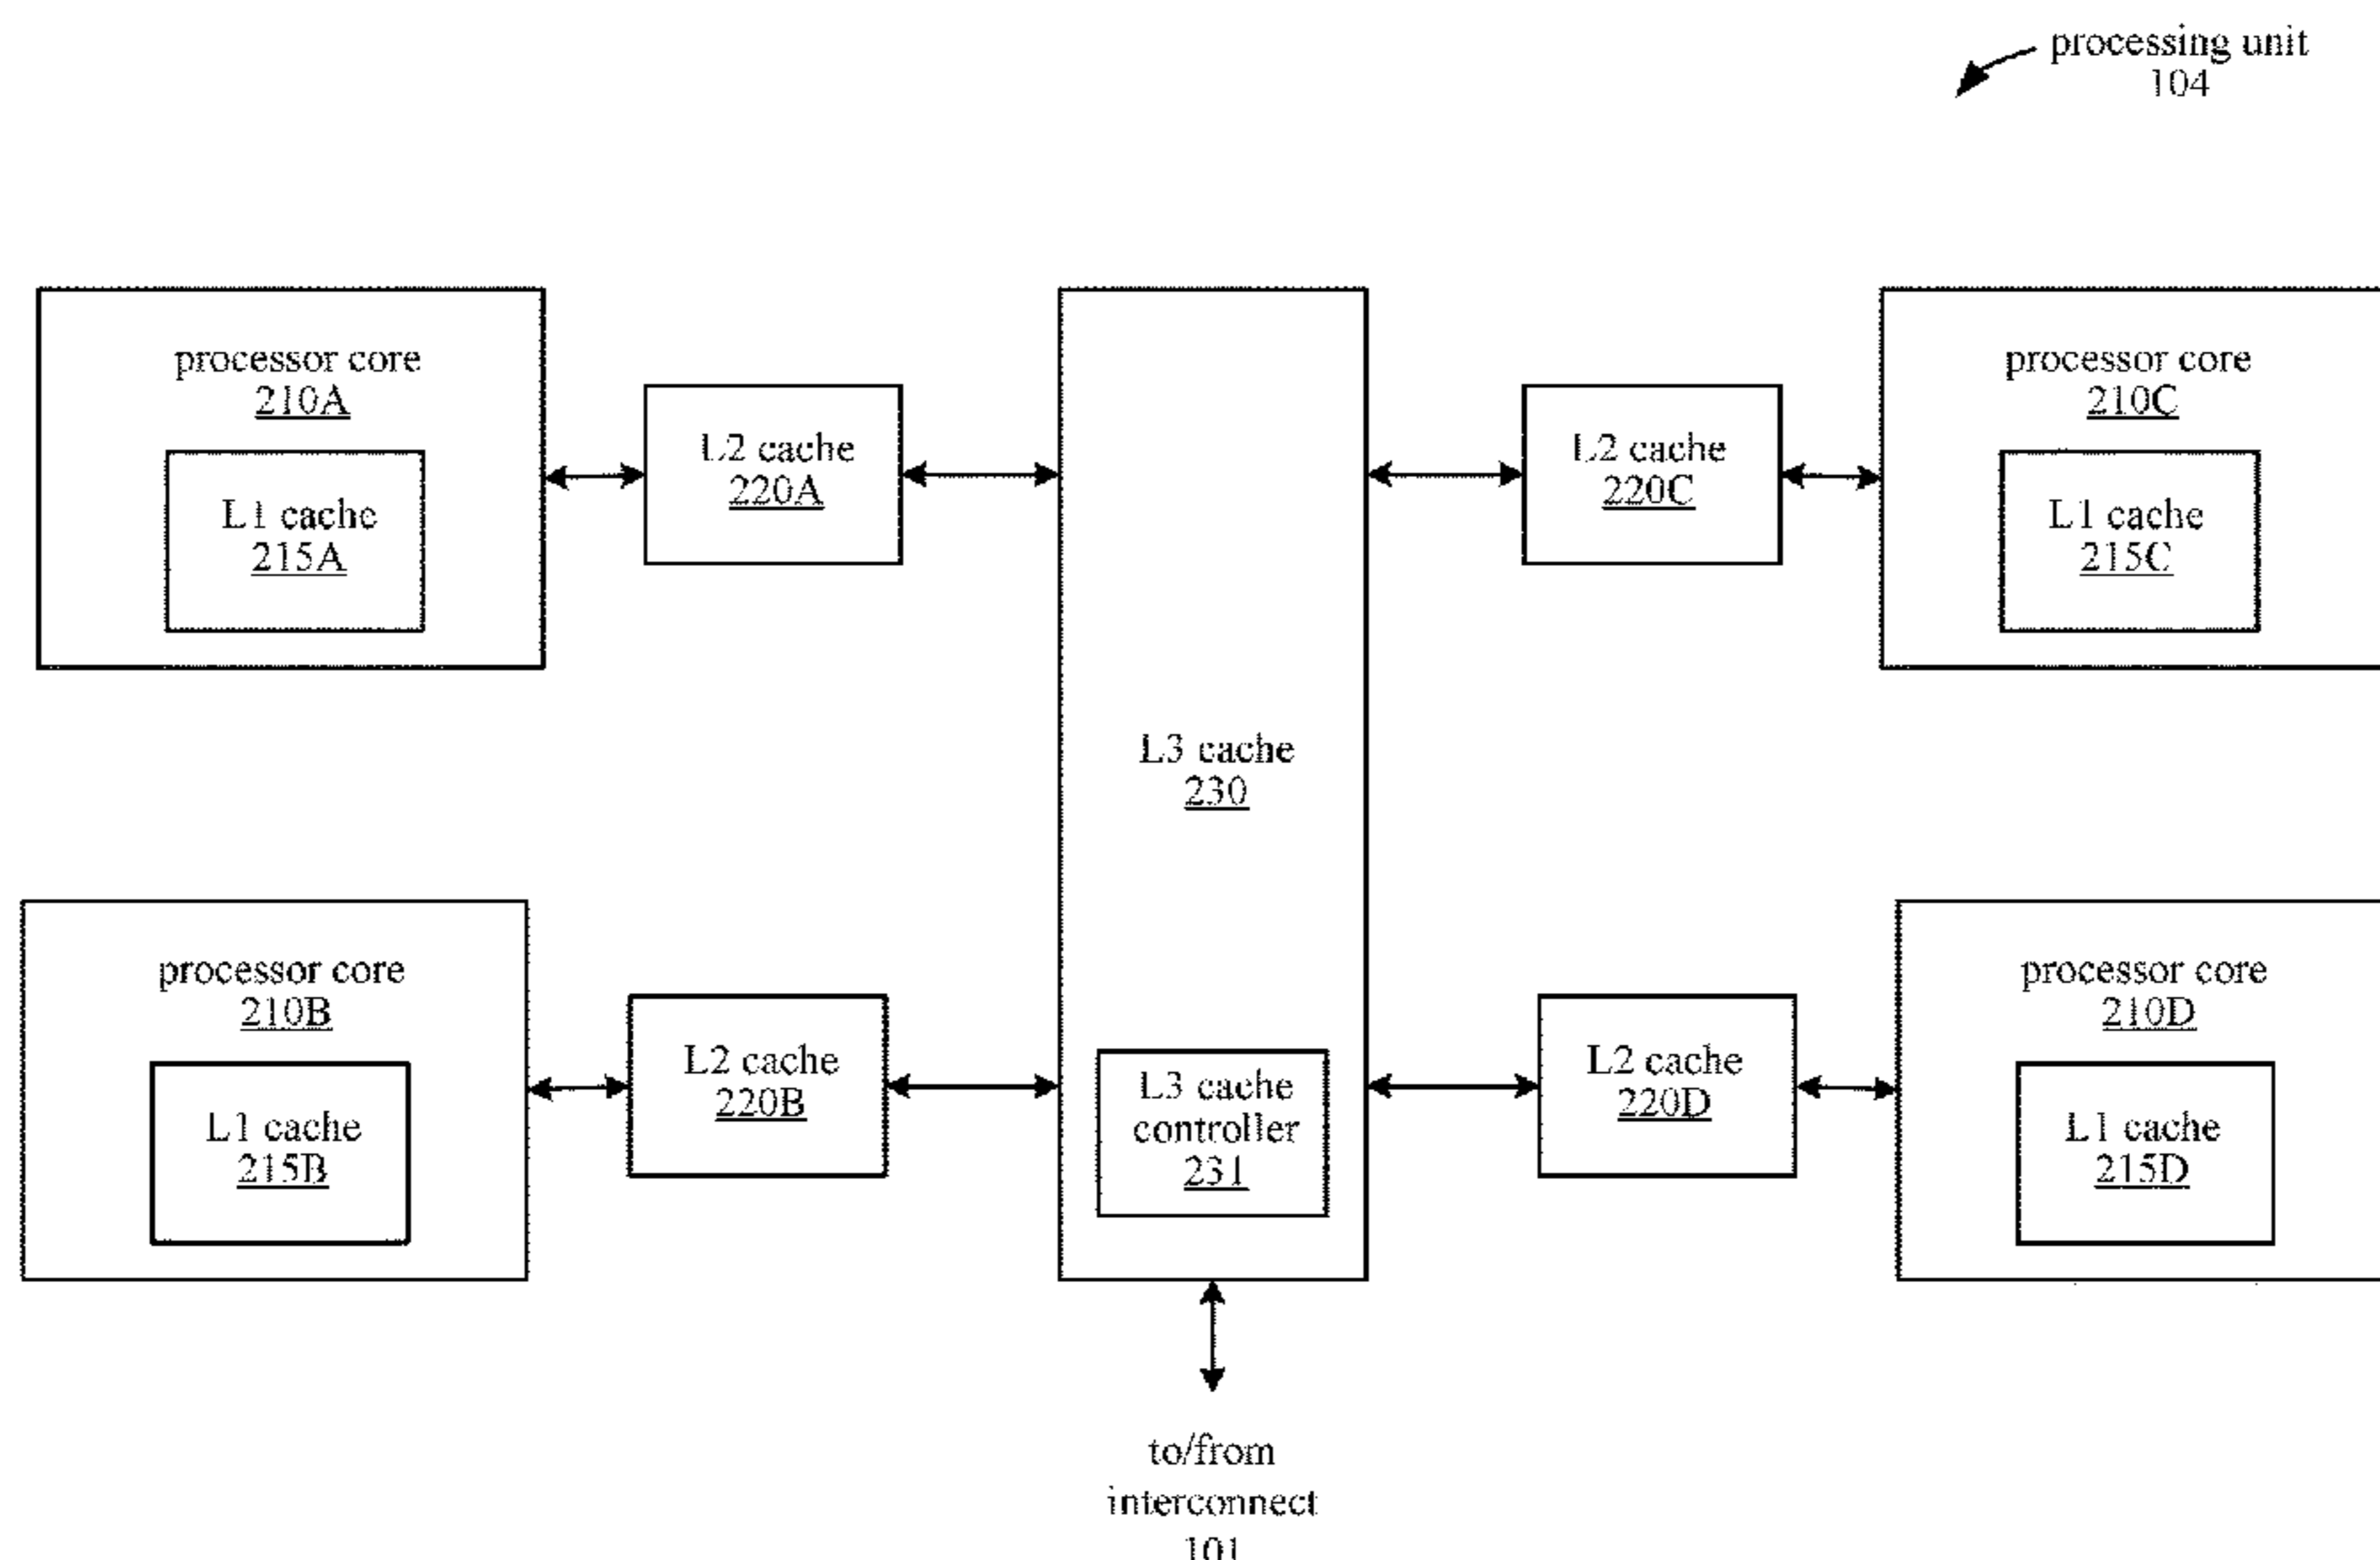 processing unit
104
processor core
210A
L1 cache
215A
L2 cache
220A
L3 cache
230
L2 cache
220C
processor core
210C
L1 cache
215C
processor core
210B
L1 cache
215B
L2 cache
220B
L3 cache
controller
231
L2 cache
220D
processor core
210D
L1 cache
215D
to/from
interconnect
101